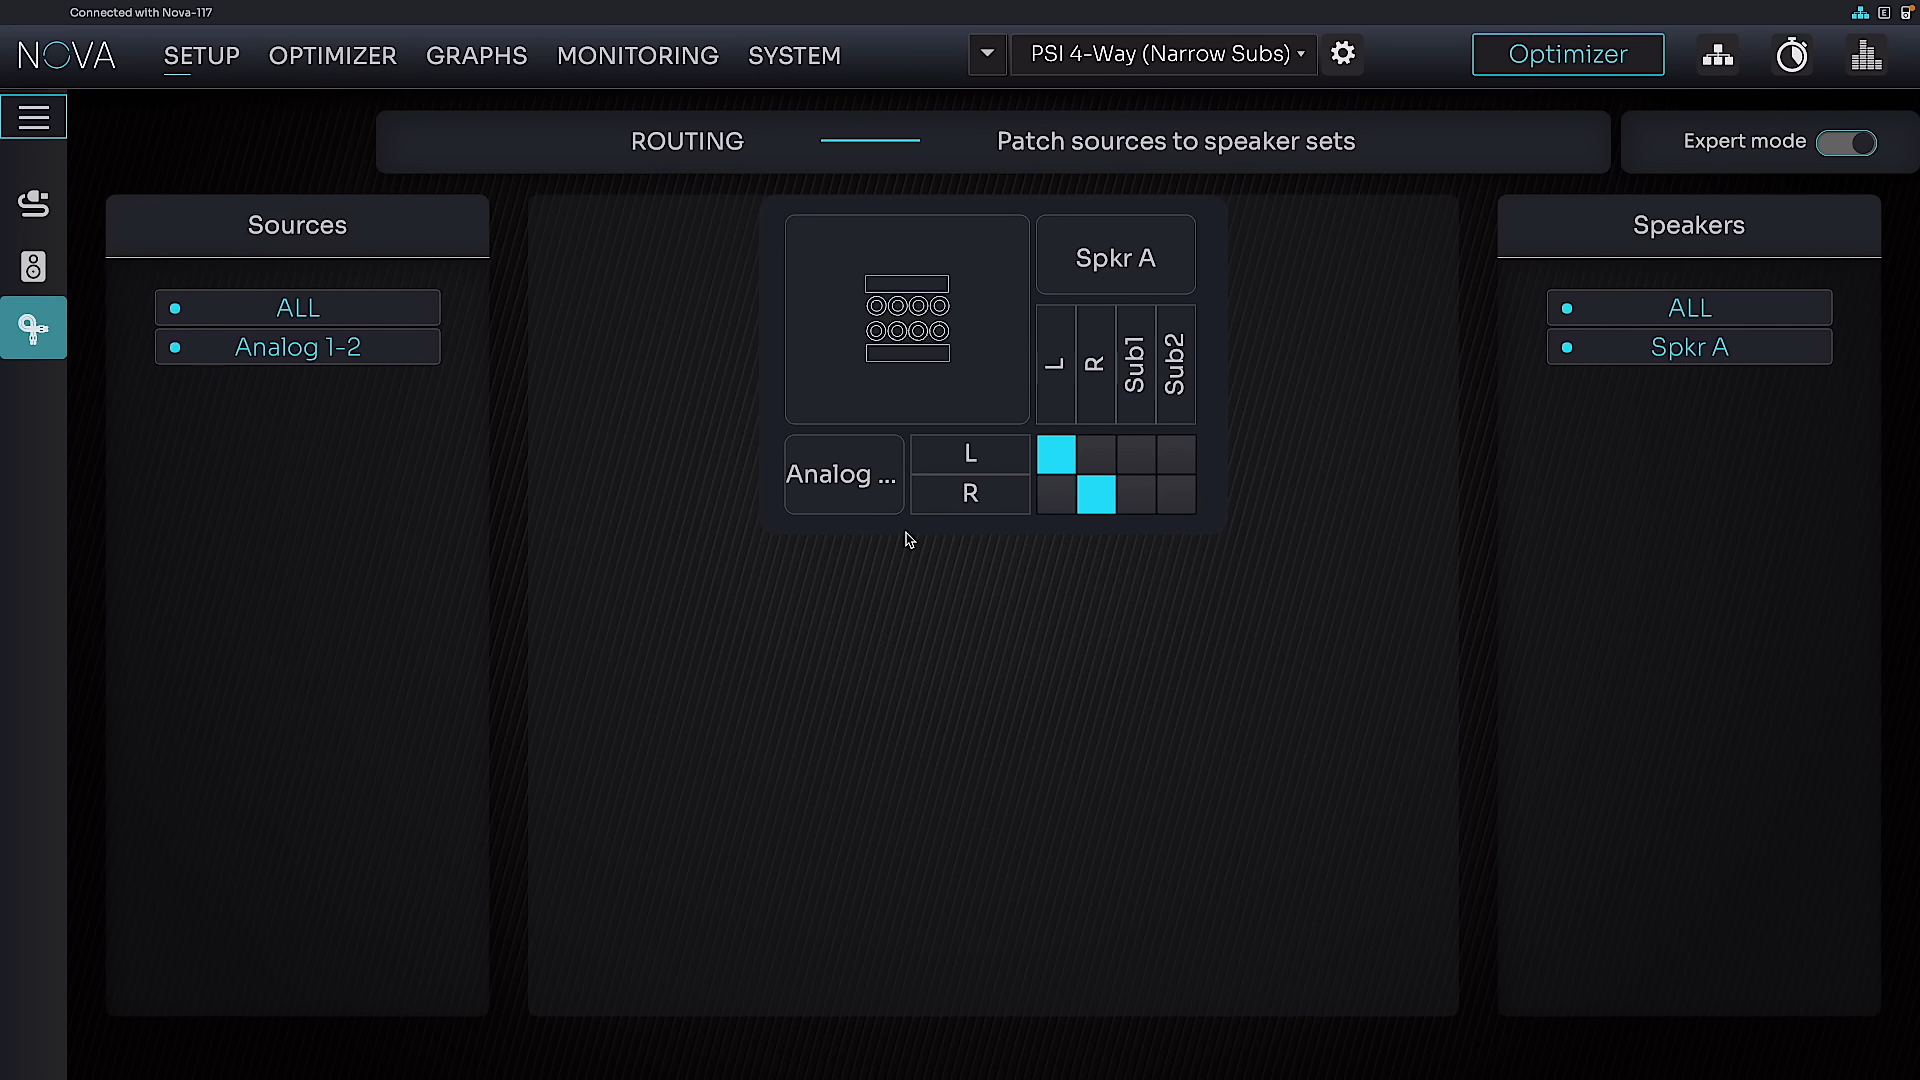 Connected with Nova-117
E
NOVA
SETUP
OPTIMIZER
GRAPHS
MONITORING
SYSTEM
PSI 4-Way (Narrow Subs)
Optimizer
ROUTING
Patch sources to speaker sets
Expert mode
Sources
ALL
Analog 1-2
Spkr A
L
R
Sub1
Sub2
Analog ...
L
R
Speakers
ALL
Spkr A